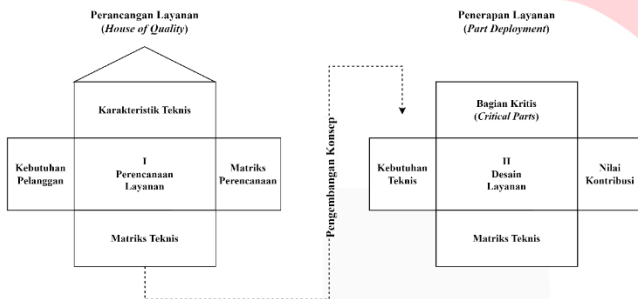 Perancangan Layanan
(House of Quality)
Karakteristik Teknis
Kebutuhan
Pelanggan
I
Perencanaan
Layanan
Matriks
Perencanaan
Matriks Teknis
Pengembangan Konsep
Penerapan Layanan
(Part Deployment)
Bagian Kritis
(Critical Parts)
Kebutuhan
Teknis
II
Desain
Layanan
Nilai
Kontribusi
Matriks Teknis